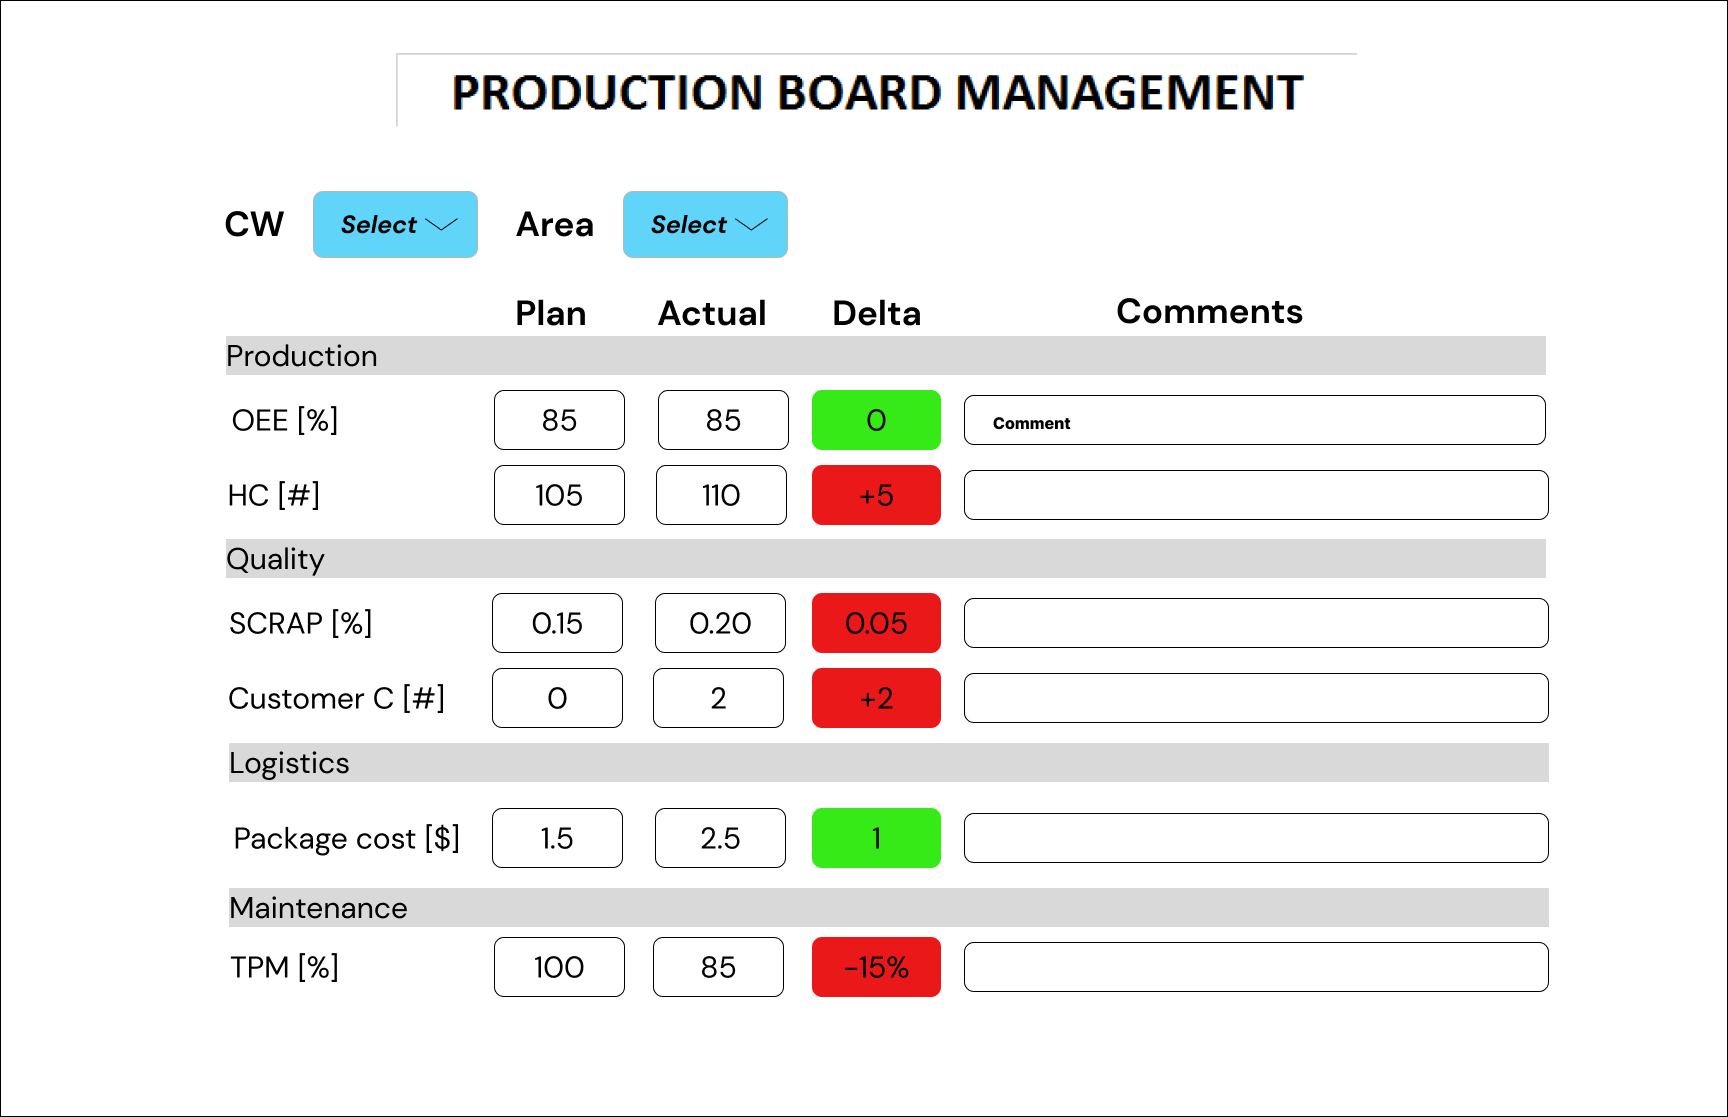 PRODUCTION BOARD MANAGEMENT
CW Select Area Select
Plan Actual Delta Comments
Production
OEE [%] 85 85 0 Comment
HC [#] 105 110 +5
Quality
SCRAP [%] 0.15 0.20 0.05
Customer C [#] 0 2 +2
Logistics
Package cost [$] 1.5 2.5 1
Maintenance
TPM [%] 100 85 -15%